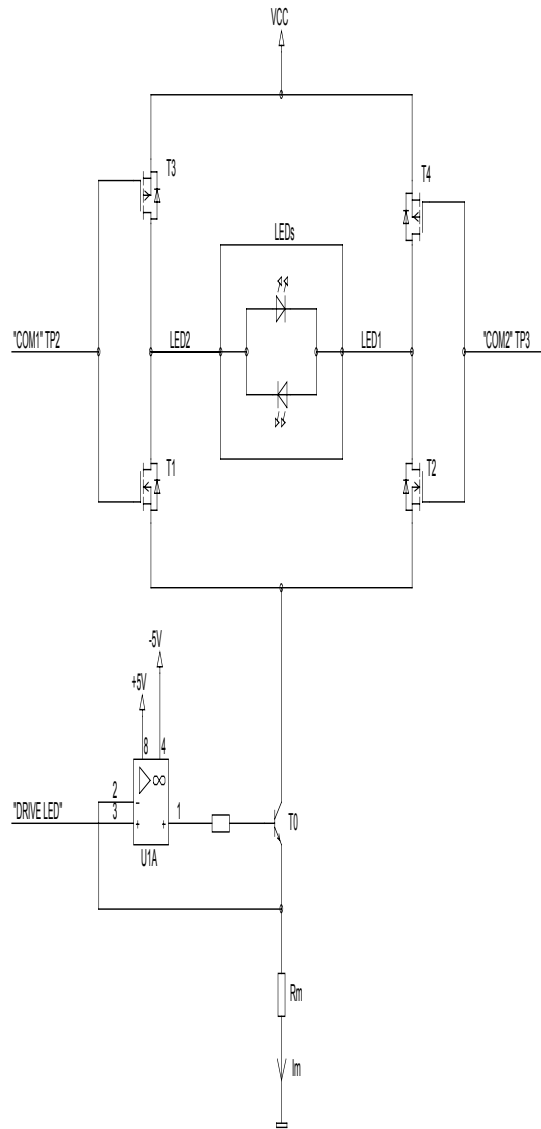 VCC
T3
T4
LEDs
"COM1" TP2
LED2
LED1
"COM2" TP3
T1
T2
-5V
+5V
8
4
2
-
∞
"DRIVE LED"
3
+
+
1
T0
U1A
Rm
Im